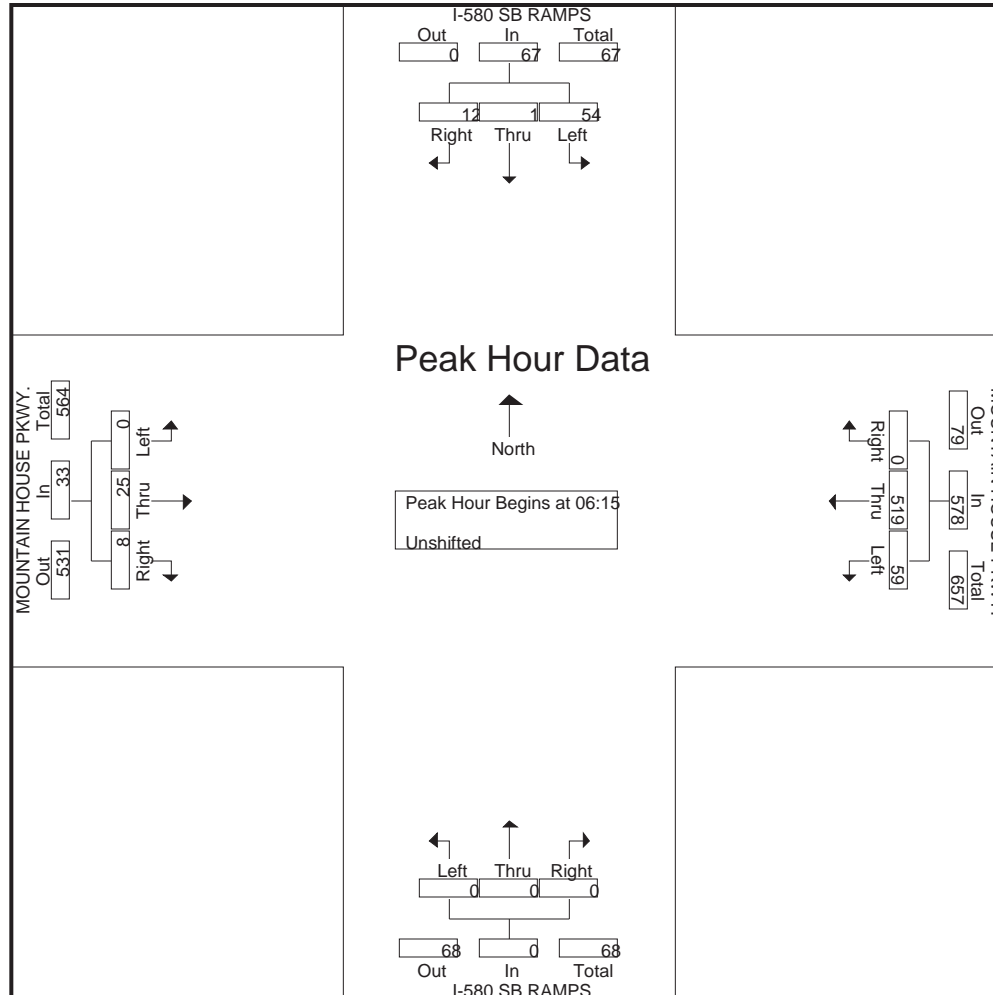 I-580 SB RAMPS
Out In Total
0 67 67
12 1 54
Right Thru Left
Peak Hour Data
North
Peak Hour Begins at 06:15
Unshifted
MOUNTAIN HOUSE PKWY.
Out In Total
531 33 564
8 25 0
Right Thru Left
Out In Total
79 578 657
0 519 59
Right Thru Left
Left Thru Right
0 0 0
68 0 68
Out In Total
I-580 SB RAMPS